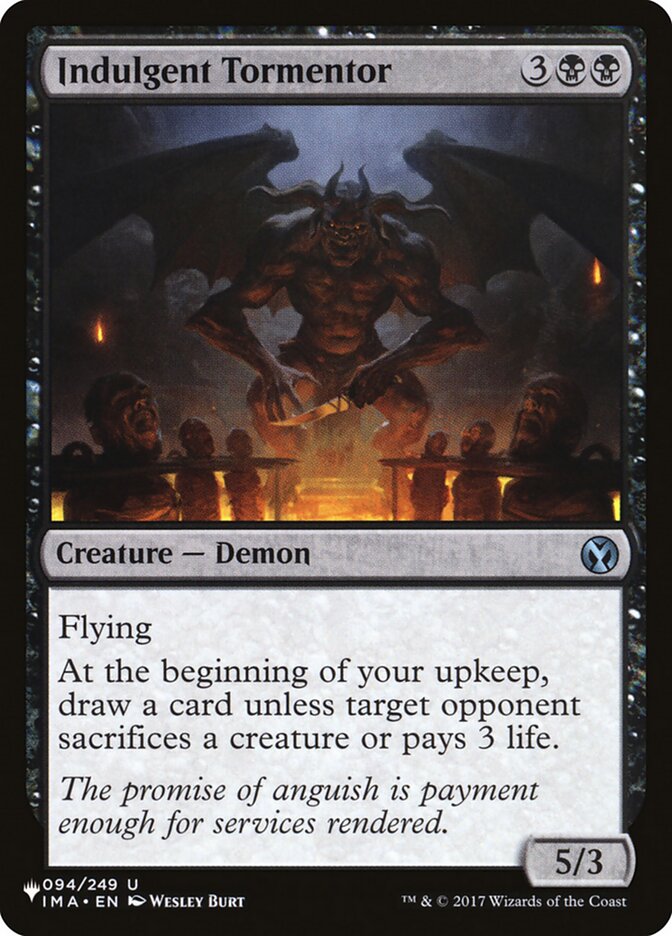 Indulgent Tormentor 3
Creature — Demon
Flying
At the beginning of your upkeep,
draw a card unless target opponent
sacrifices a creature or pays 3 life.
The promise of anguish is payment
enough for services rendered.
5/3
094/249 U
IMA • EN Wesley Burt
™ & © 2017 Wizards of the Coast